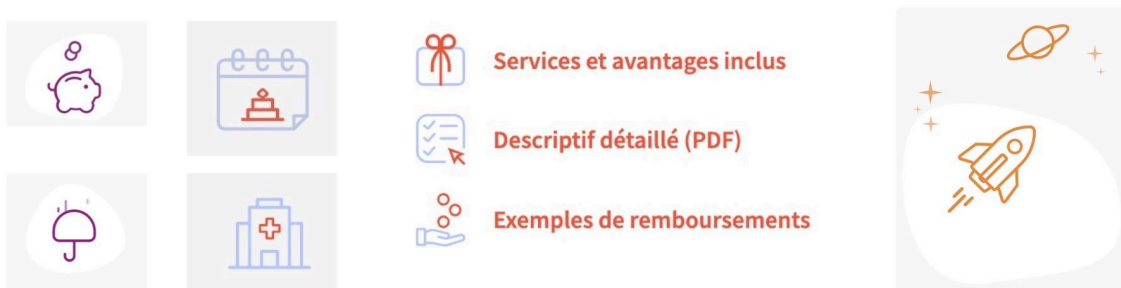 Services et avantages inclus
Descriptif détaillé (PDF)
Exemples de remboursements